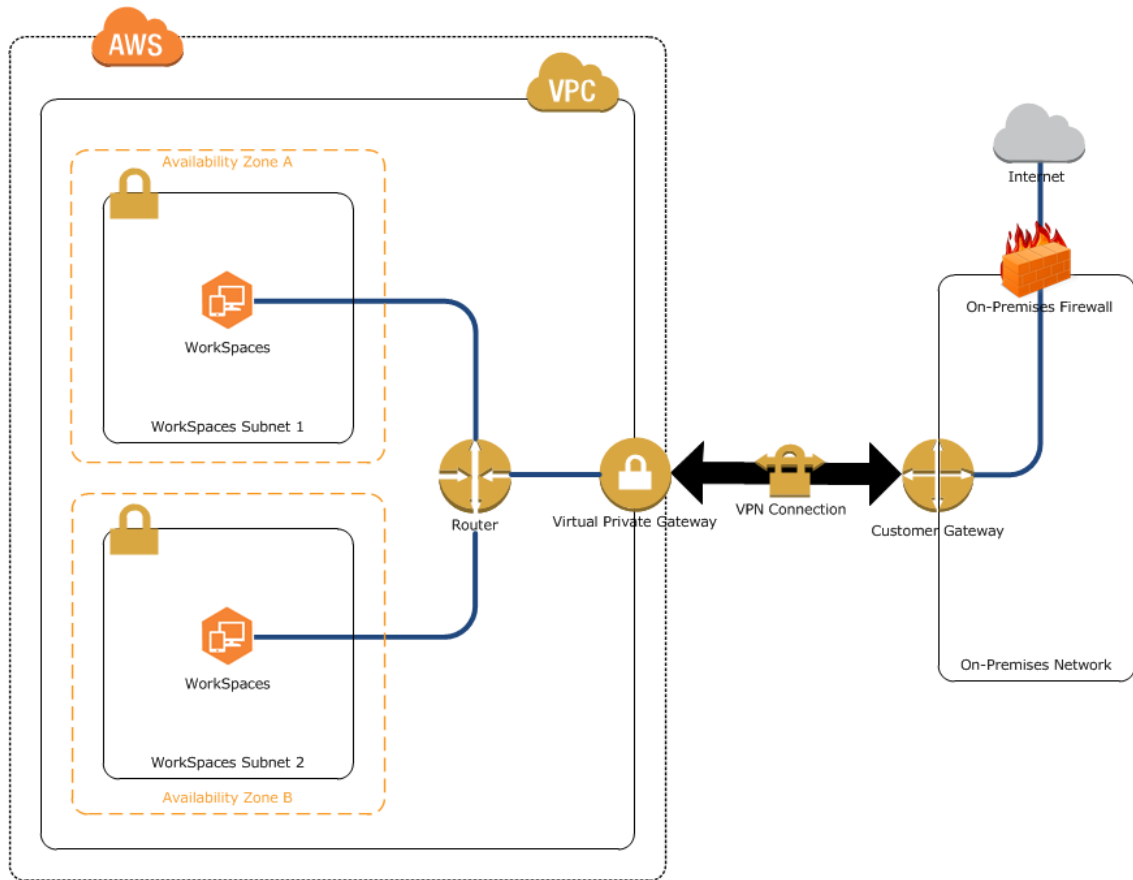 AWS
VPC
Availability Zone A
WorkSpaces
WorkSpaces Subnet 1
WorkSpaces
WorkSpaces Subnet 2
Availability Zone B
Router
Virtual Private Gateway
VPN Connection
Customer Gateway
Internet
On-Premises Firewall
On-Premises Network